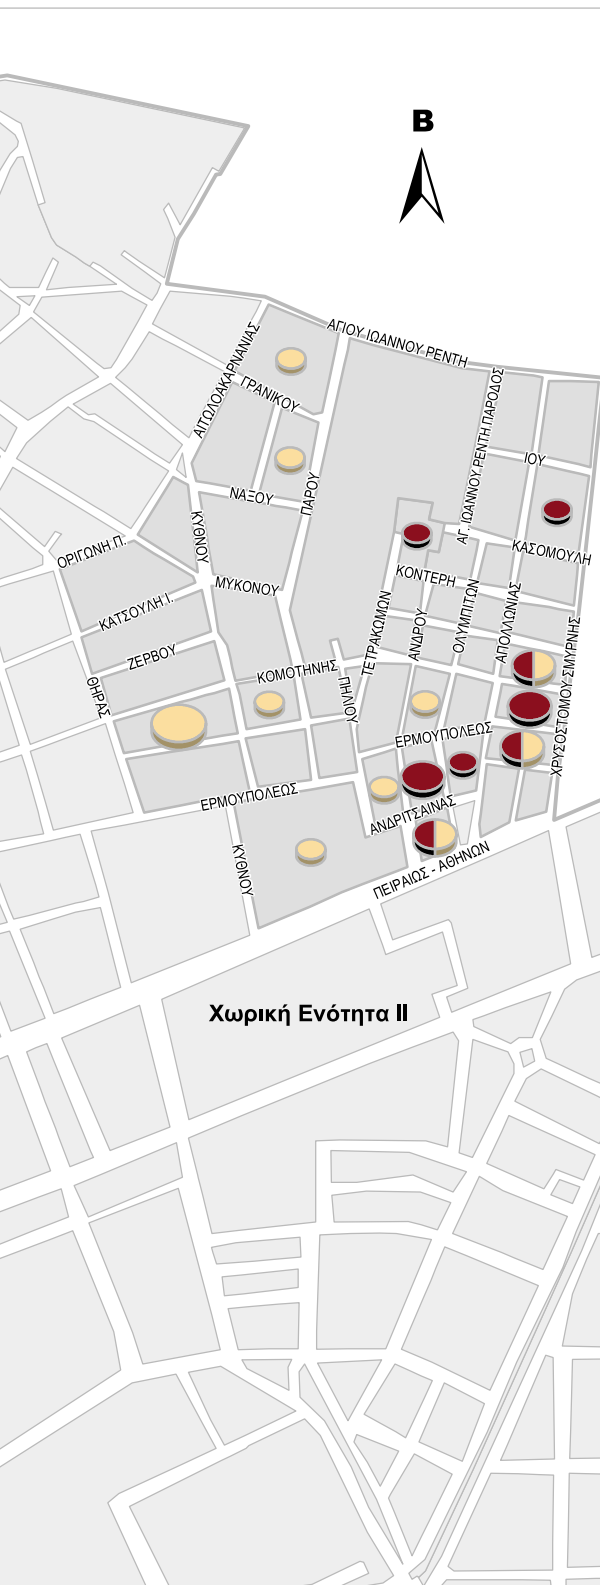 Β
ΑΓΙΟΥ ΙΩΑΝΝΟΥ ΡΕΝΤΗ
ΑΙΤΩΛΟΑΚΑΡΝΑΝΙΑΣ
ΓΡΑΝΙΚΟΥ
ΑΓ. ΙΩΑΝΝΟΥ ΡΕΝΤΗ ΠΑΡΟΔΟΣ
ΙΟΥ
ΝΑΞΟΥ
ΠΑΡΟΥ
ΚΥΘΝΟΥ
ΟΡΙΓΩΝΗ Π.
ΚΑΣΟΜΟΥΛΗ
ΜΥΚΟΝΟΥ
ΚΟΝΤΕΡΗ
ΚΑΤΣΟΥΛΗ Ι.
ΤΕΤΡΑΚΩΜΩΝ
ΑΝΔΡΟΥ
ΟΛΥΜΠΙΤΩΝ
ΑΠΟΛΛΩΝΙΑΣ
ΖΕΡΒΟΥ
ΧΡΥΣΟΣΤΟΜΟΥ ΣΜΥΡΝΗΣ
ΚΟΜΟΤΗΝΗΣ
ΘΗΡΑΣ
ΠΗΛΙΟΥ
ΕΡΜΟΥΠΟΛΕΩΣ
ΕΡΜΟΥΠΟΛΕΩΣ
ΑΝΔΡΙΤΣΑΙΝΑΣ
ΚΥΘΝΟΥ
ΠΕΙΡΑΙΩΣ - ΑΘΗΝΩΝ
Χωρική Ενότητα ΙΙ